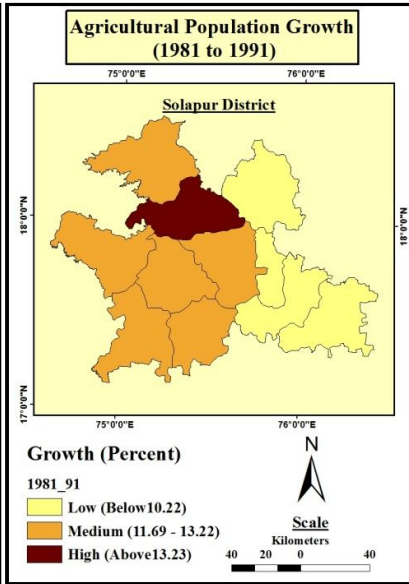 Agricultural Population Growth
(1981 to 1991)
75°0'0"E
76°0'0"E
Solapur District
18°0'0"N
18°0'0"N
17°0'0"N
75°0'0"E
76°0'0"E
Growth (Percent)
1981_91
Low (Below10.22)
Medium (11.69 - 13.22)
High (Above13.23)
N
Scale
Kilometers
40 20 0 40